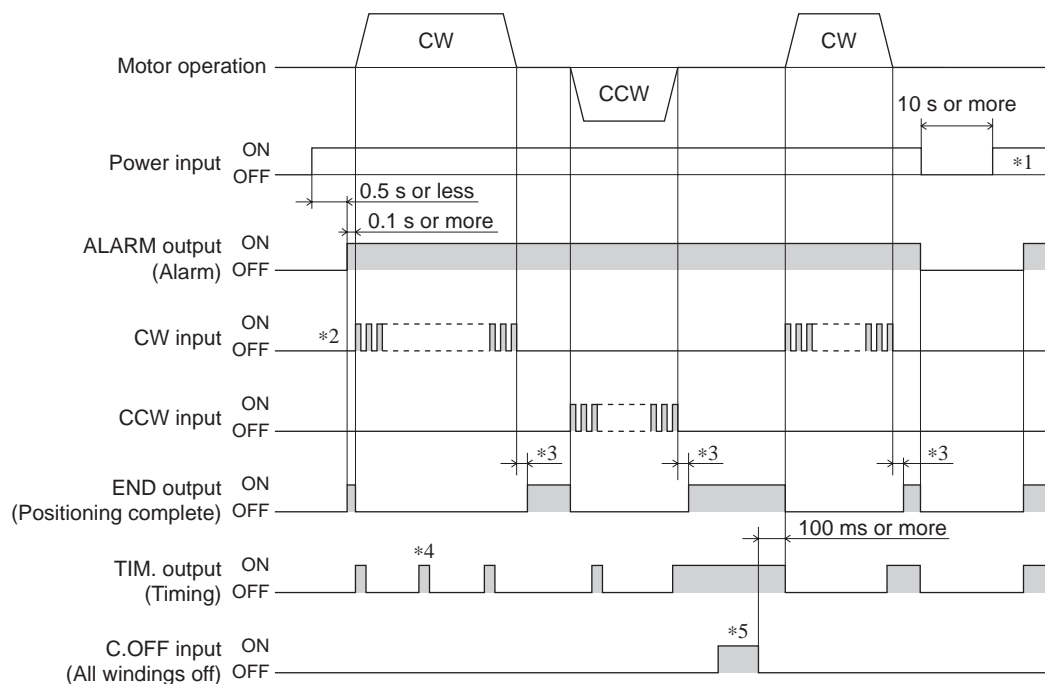 CW
CW
Motor operation
CCW
10 s or more
Power input ON
OFF
*1
0.5 s or less
0.1 s or more
ALARM output ON
(Alarm) OFF
CW input ON
OFF
*2
CCW input ON
OFF
*3 *3 *3
END output ON
(Positioning complete) OFF
100 ms or more
TIM. output ON
(Timing) OFF
*4
C.OFF input ON
(All windings off) OFF
*5